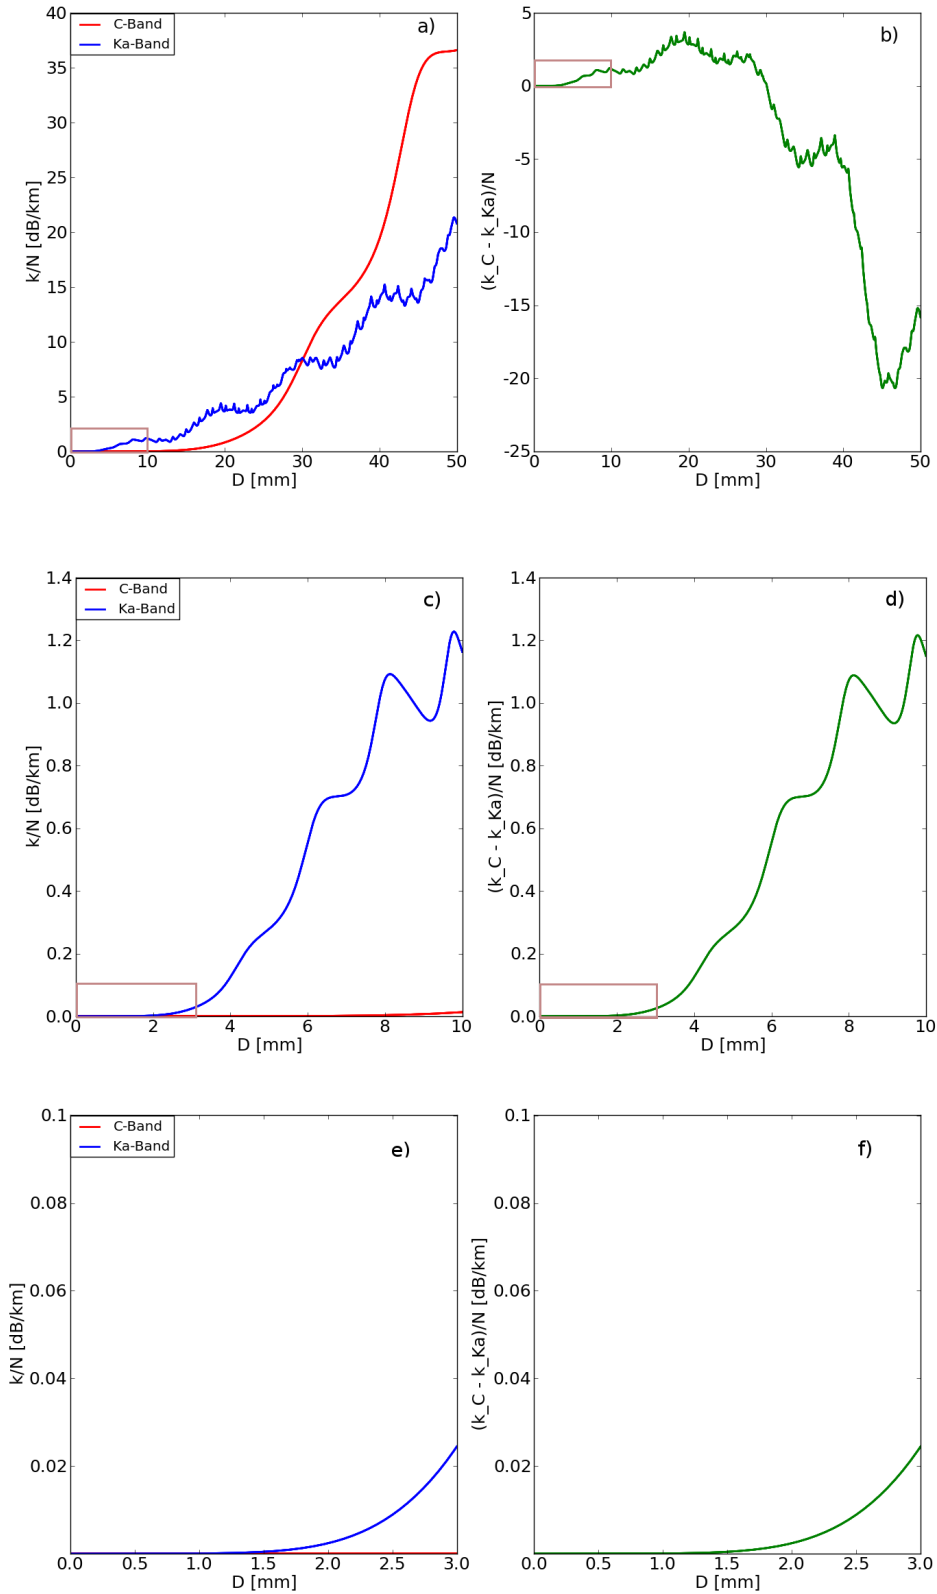 C-Band
Ka-Band
a)
k/N [dB/km]
40
35
30
25
20
15
10
5
0
0 10 20 30 40 50
D [mm]
b)
(k_C - k_Ka)/N
5
0
-5
-10
-15
-20
-25
0 10 20 30 40 50
D [mm]
C-Band
Ka-Band
c)
k/N [dB/km]
1.4
1.2
1.0
0.8
0.6
0.4
0.2
0.0
0 2 4 6 8 10
D [mm]
d)
(k_C - k_Ka)/N [dB/km]
1.4
1.2
1.0
0.8
0.6
0.4
0.2
0.0
0 2 4 6 8 10
D [mm]
C-Band
Ka-Band
e)
k/N [dB/km]
0.1
0.08
0.06
0.04
0.02
0.0 0.5 1.0 1.5 2.0 2.5 3.0
D [mm]
f)
(k_C - k_Ka)/N [dB/km]
0.1
0.08
0.06
0.04
0.02
0.0 0.5 1.0 1.5 2.0 2.5 3.0
D [mm]